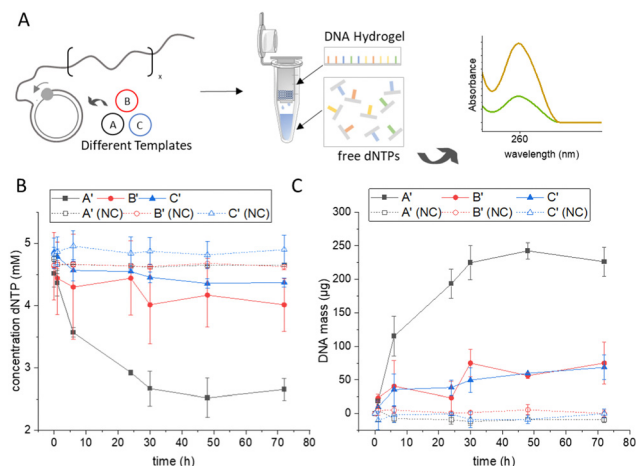 A
x
B
A
C
Different Templates
DNA Hydrogel
free dNTPs
Absorbance
260
wavelength (nm)
B
A' B' C'
A' (NC) B' (NC) C' (NC)
concentration dNTP (mM)
5
4
3
2
0 10 20 30 40 50 60 70 80
time (h)
C
A' B' C'
A' (NC) B' (NC) C' (NC)
DNA mass (µg)
300
250
200
150
100
50
0
0 10 20 30 40 50 60 70 80
time (h)